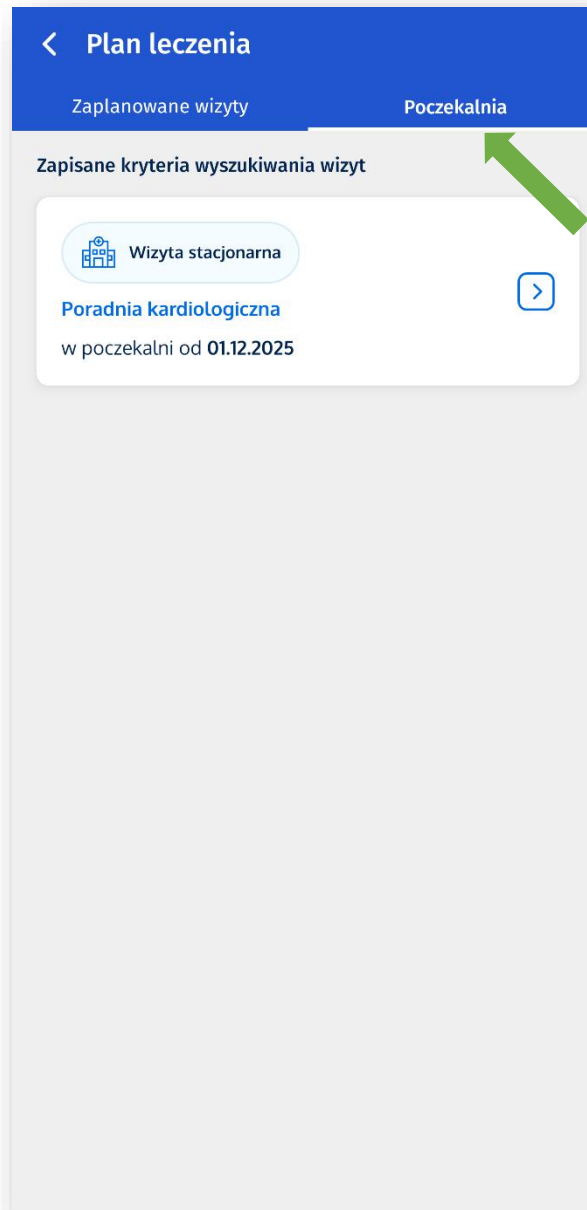 Plan leczenia
Zaplanowane wizyty
Poczekalnia
Zapisane kryteria wyszukiwania wizyt
Wizyta stacjonarna
Poradnia kardiologiczna
w poczekalni od 01.12.2025